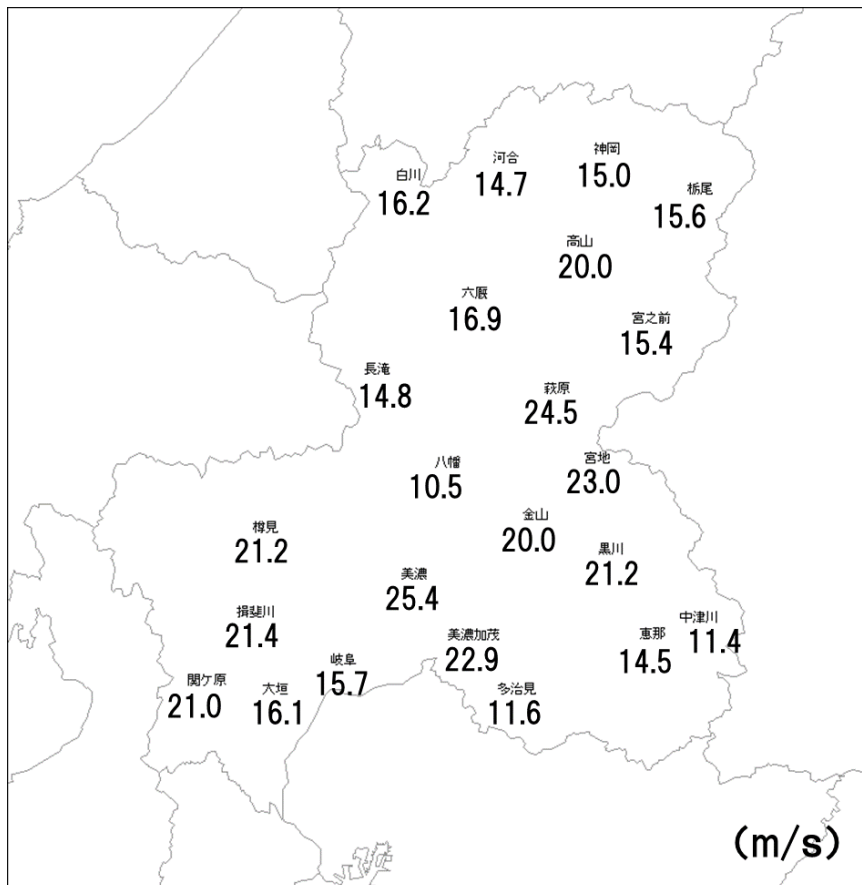 神岡
15.0
河合
14.7
白川
16.2
栃尾
15.6
高山
20.0
六厩
16.9
宮之前
15.4
長滝
14.8
萩原
24.5
八幡
10.5
宮地
23.0
金山
20.0
樽見
21.2
黒川
21.2
美濃
25.4
揖斐川
21.4
美濃加茂
22.9
恵那
14.5
中津川
11.4
岐阜
15.7
関ケ原
21.0
大垣
16.1
多治見
11.6
(m/s)